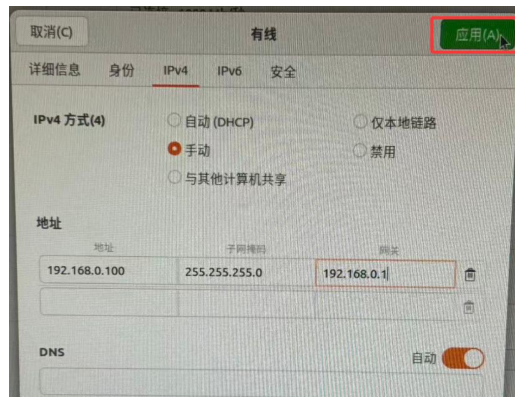 取消(C) 有线 应用(A)
详细信息 身份 IPv4 IPv6 安全
IPv4 方式(4) 自动 (DHCP) 仅本地链路
手动 禁用
与其他计算机共享
地址
地址 子网掩码 网关
192.168.0.100 255.255.255.0 192.168.0.1
DNS 自动